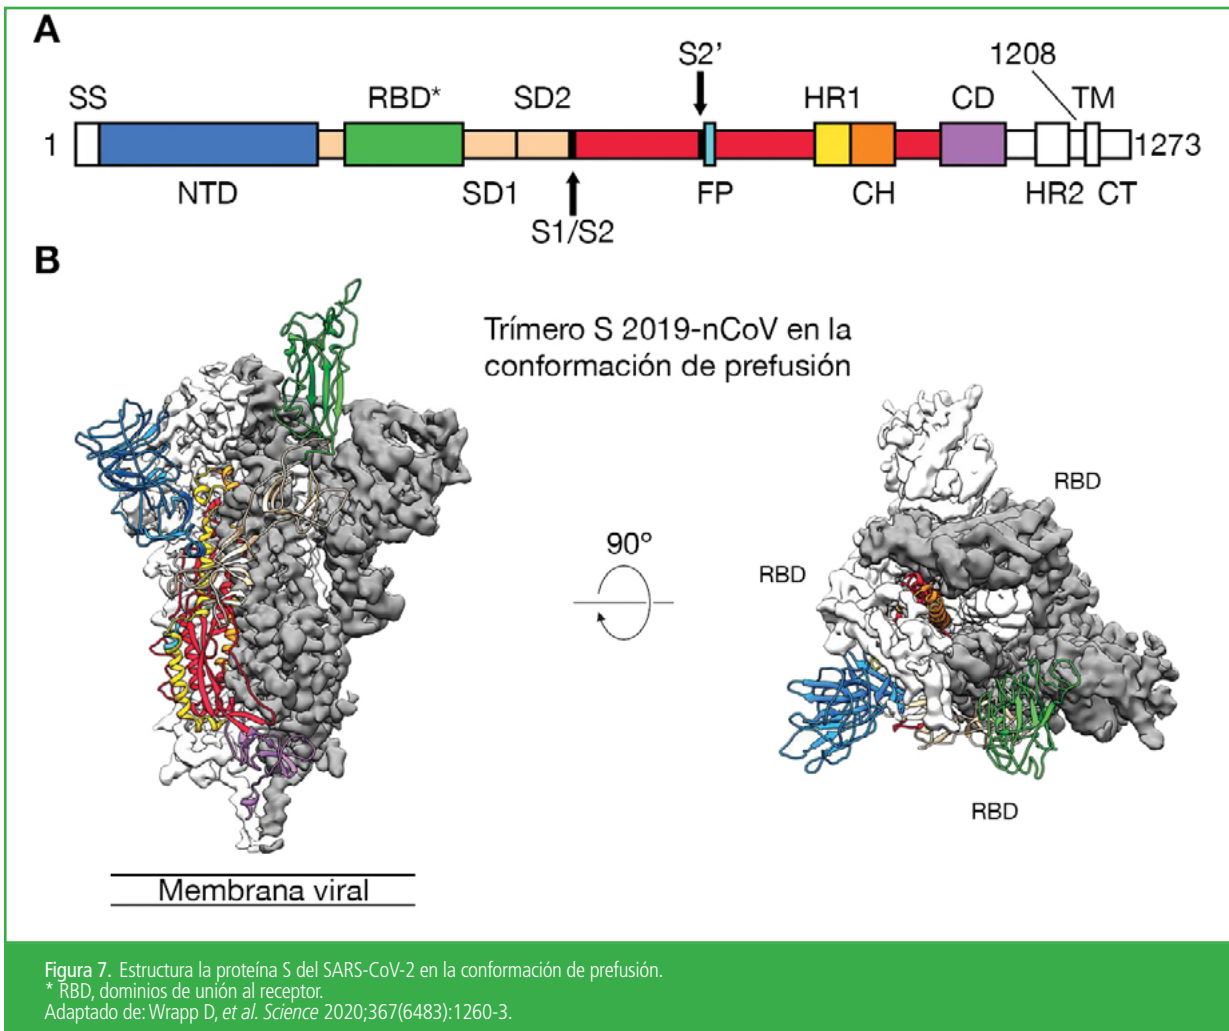 A
S2'
1208
SS
RBD*
SD2
HR1
CD
TM
1
1273
NTD
SD1
FP
CH
HR2
CT
S1/S2
B
Trímero S 2019-nCoV en la
conformación de prefusión
RBD
90°
RBD
RBD
Membrana viral
Figura 7. Estructura la proteína S del SARS-CoV-2 en la conformación de prefusión.
* RBD, dominios de unión al receptor.
Adaptado de: Wrapp D, et al. Science 2020;367(6483):1260-3.